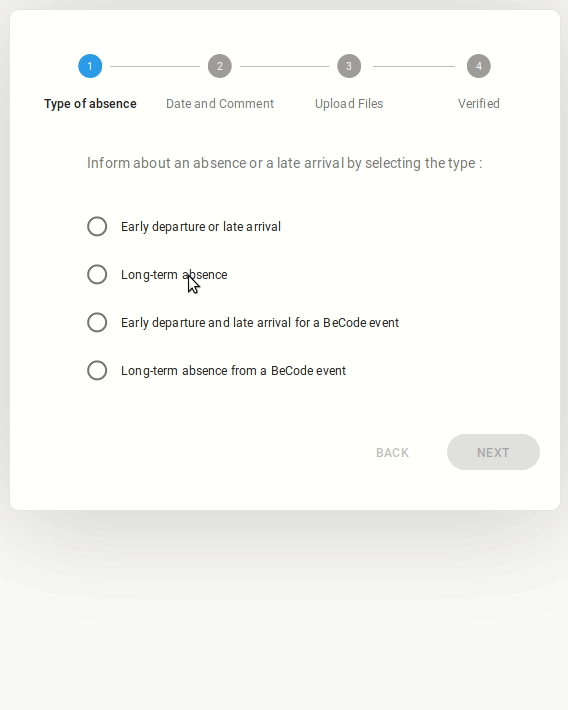 1 2 3 4
Type of absence Date and Comment Upload Files Verified
Inform about an absence or a late arrival by selecting the type :
Early departure or late arrival
Long-term absence
Early departure and late arrival for a BeCode event
Long-term absence from a BeCode event
BACK NEXT